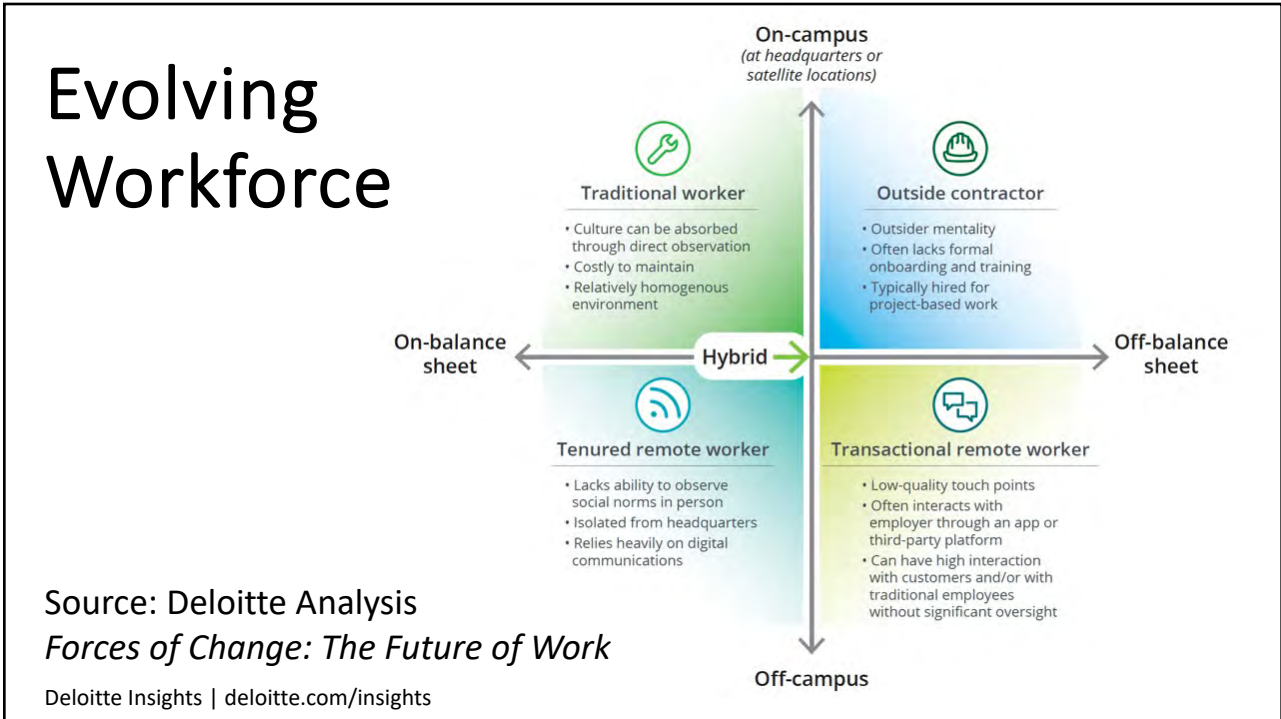 Evolving
Workforce
On-campus
(at headquarters or
satellite locations)
Traditional worker
• Culture can be absorbed
through direct observation
• Costly to maintain
• Relatively homogenous
environment
Outside contractor
• Outsider mentality
• Often lacks formal
onboarding and training
• Typically hired for
project-based work
On-balance
sheet
Hybrid
Off-balance
sheet
Tenured remote worker
• Lacks ability to observe
social norms in person
• Isolated from headquarters
• Relies heavily on digital
communications
Transactional remote worker
• Low-quality touch points
• Often interacts with
employer through an app or
third-party platform
• Can have high interaction
with customers and/or with
traditional employees
without significant oversight
Off-campus
Source: Deloitte Analysis
Forces of Change: The Future of Work
Deloitte Insights | deloitte.com/insights